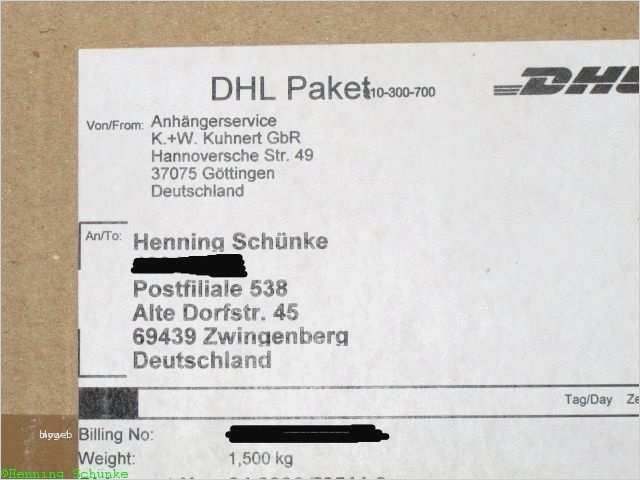 DHL Paket 10-300-700
Von/From: Anhängerservice
K.+W. Kuhnert GbR
Hannoversche Str. 49
37075 Göttingen
Deutschland
An/To: Henning Schünke
Postfiliale 538
Alte Dorfstr. 45
69439 Zwingenberg
Deutschland
Tag/Day
Billing No:
Weight: 1,500 kg
©Henning Schünke